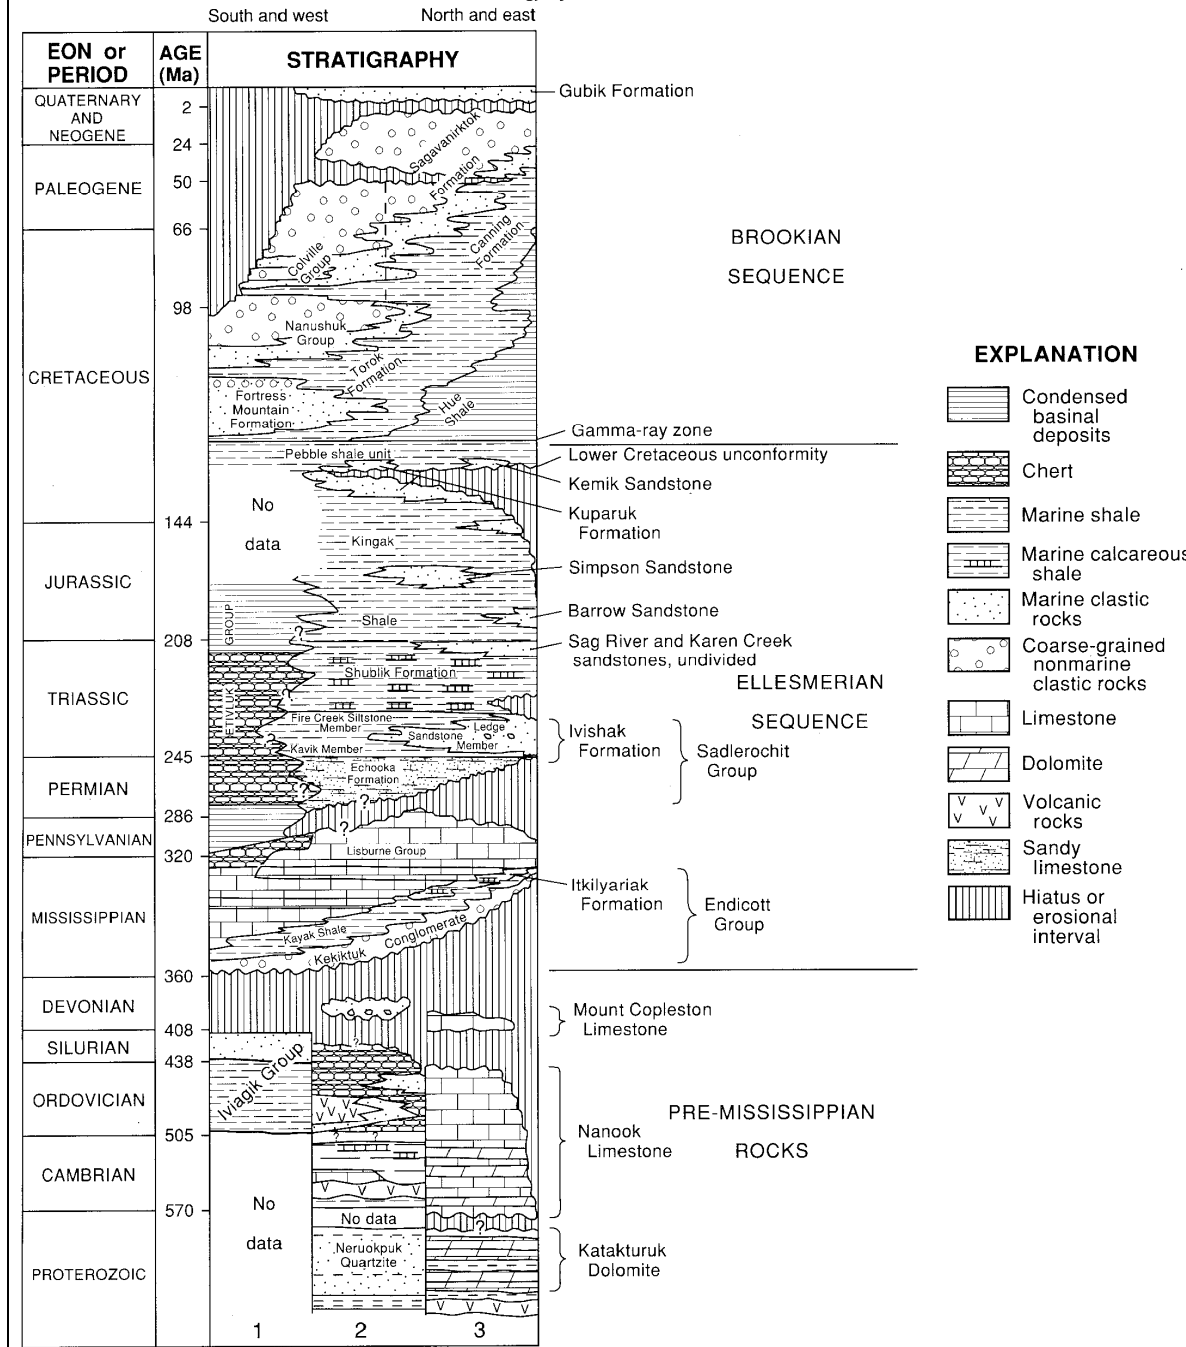 South and west
North and east
EON or
PERIOD
AGE
(Ma)
STRATIGRAPHY
QUATERNARY
AND
NEOGENE
PALEOGENE
CRETACEOUS
JURASSIC
TRIASSIC
PERMIAN
PENNSYLVANIAN
MISSISSIPPIAN
DEVONIAN
SILURIAN
ORDOVICIAN
CAMBRIAN
PROTEROZOIC
2
24
50
66
98
144
208
245
286
320
360
408
438
505
570
Sagavanirktok
Formation
Canning
Formation
Colville
Group
Nanushuk
Group
Torok
Formation
Fortress
Mountain
Formation
Hue
Shale
Pebble shale unit
No
data
Kingak
Shale
ETIVLUK
GROUP
?
Shublik Formation
?
Fire Creek Siltstone
Member
Ledge
Sandstone
Member
?
Kavik Member
Echooka
Formation
?
?
?
Lisburne Group
Kayak Shale
Kekiktuk Conglomerate
Iviagik Group
?
? ?
No
data
No data
Neruokpuk
Quartzite
?
1
2
3
Gubik Formation
Gamma-ray zone
Lower Cretaceous unconformity
Kemik Sandstone
Kuparuk
Formation
Simpson Sandstone
Barrow Sandstone
Sag River and Karen Creek
sandstones, undivided
Ivishak
Formation
Sadlerochit
Group
Itkilyariak
Formation
Endicott
Group
Mount Copleston
Limestone
Nanook
Limestone
Katakturuk
Dolomite
BROOKIAN
SEQUENCE
ELLESMERIAN
SEQUENCE
PRE-MISSISSIPPIAN
ROCKS
EXPLANATION
Condensed
basinal
deposits
Chert
Marine shale
Marine calcareous
shale
Marine clastic
rocks
Coarse-grained
nonmarine
clastic rocks
Limestone
Dolomite
Volcanic
rocks
Sandy
limestone
Hiatus or
erosional
interval